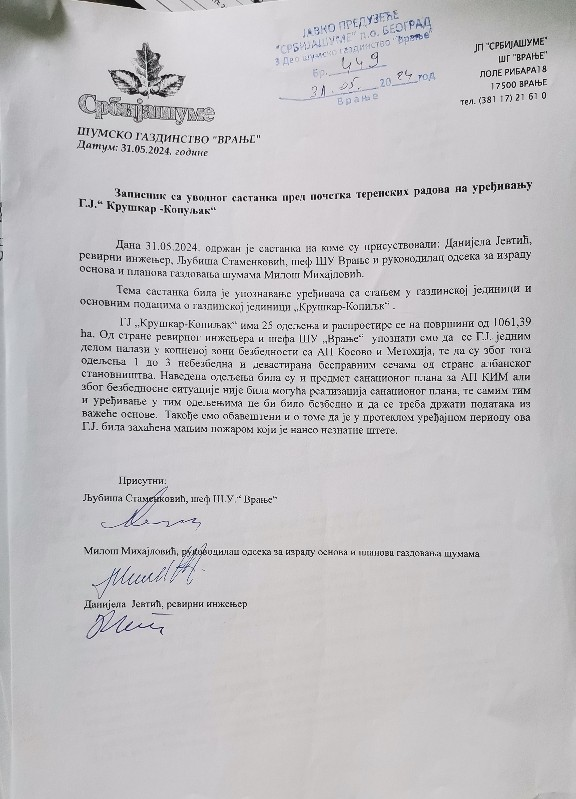 ЈАВНО ПРЕДУЗЕЋЕ
"СРБИЈАШУМЕ" п.о. БЕОГРАД
3 Део шумско газдинство "Врање"
Бр. 449
31. 05. 2024 год
Врање
ЈП "СРБИЈАШУМЕ"
ШГ "ВРАЊЕ"
ЛОЛЕ РИБАРА18
17500 ВРАЊЕ
тел. (381 17) 21 61 0
Србијашуме
ШУМСКО ГАЗДИНСТВО "ВРАЊЕ"
Датум: 31.05.2024. године
Записник са уводног састанка пред почетка теренских радова на уређивању
Г.Ј.“ Крушкар -Копуљак“
Дана 31.05.2024. одржан је састанак на коме су присуствовали: Данијела Јевтић,
ревирни инжењер, Љубиша Стаменковић, шеф ШУ Врање и руководилац одсека за израду
основа и планова газдовања шумама Милош Михајловић.
Тема састанка била је упознавање уређивача са стањем у газдинској јединици и
основним подацима о газдинској јединици „Крушкар-Копиљк“ .
ГЈ „Крушкар-Копиљак“ има 25 одељења и распростире се на површини од 1061,39
ha. Од стране ревирног инжењера и шефа ШУ „Врање“ упознати смо да се ГЈ једним
делом налази у копненој зони безбедности са АП Косово и Метохија, те да су због тога
одељења 1 до 3 небезбедна и девастирана бесправним сечама од стране албанског
становништва. Наведена одељења била су и предмет санационог плана за АП КИМ али
због безбедносне ситуације није била могућа реализација санационог плана, те самим тим
и уређивање у тим одељењима не би било безбедно и да се треба држати података из
важеће основе. Такође смо обавештени и о томе да је у протеклом уређајном периоду ова
Г.Ј. била захаћена мањим пожаром који је нанео незнатне штете.
Присутни:
Љубиша Стаменковић, шеф Ш.У.“ Врање“
Милош Михајловић, руководилац одсека за израду основа и планова газдовања шумама
Данијела Јевтић, ревирни инжењер